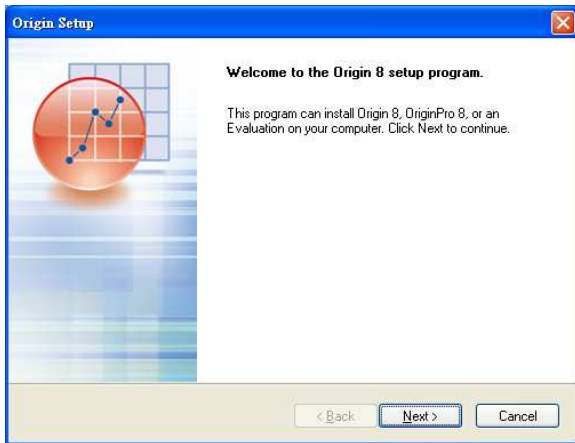 Origin Setup
Welcome to the Origin 8 setup program.
This program can install Origin 8, OriginPro 8, or an
Evaluation on your computer. Click Next to continue.
< Back Next > Cancel